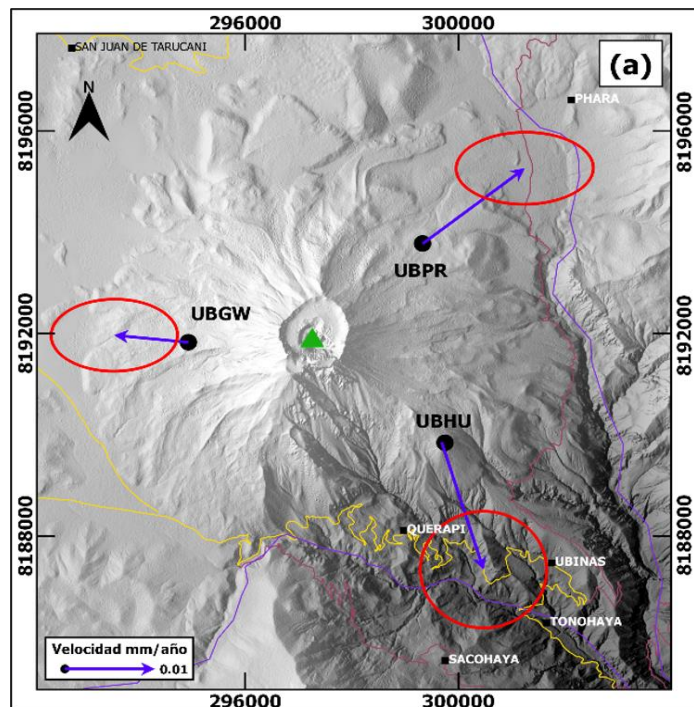 296000 300000
SAN JUAN DE TARUCANI
(a)
N
PHARA
8196000 8196000
UBPR
UBGW
8192000 8192000
UBHU
QUERAPI
8188000 8188000
UBINAS
TONOHAYA
Velocidad mm/año
0.01
SACOHAYA
296000 300000